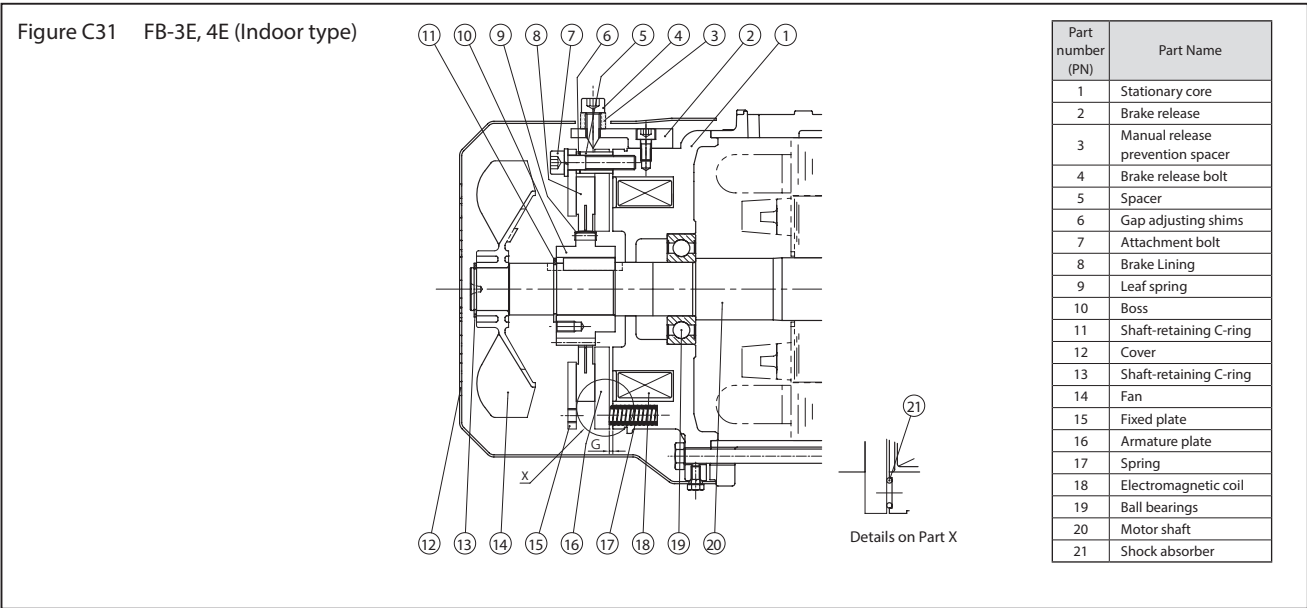 Figure C31 FB-3E, 4E (Indoor type)
11 10 9 8 7 6 5 4 3 2 1
G
X
21
12 13 14 15 16 17 18 19 20
Details on Part X
Part number (PN) Part Name
1 Stationary core
2 Brake release
3 Manual release prevention spacer
4 Brake release bolt
5 Spacer
6 Gap adjusting shims
7 Attachment bolt
8 Brake Lining
9 Leaf spring
10 Boss
11 Shaft-retaining C-ring
12 Cover
13 Shaft-retaining C-ring
14 Fan
15 Fixed plate
16 Armature plate
17 Spring
18 Electromagnetic coil
19 Ball bearings
20 Motor shaft
21 Shock absorber